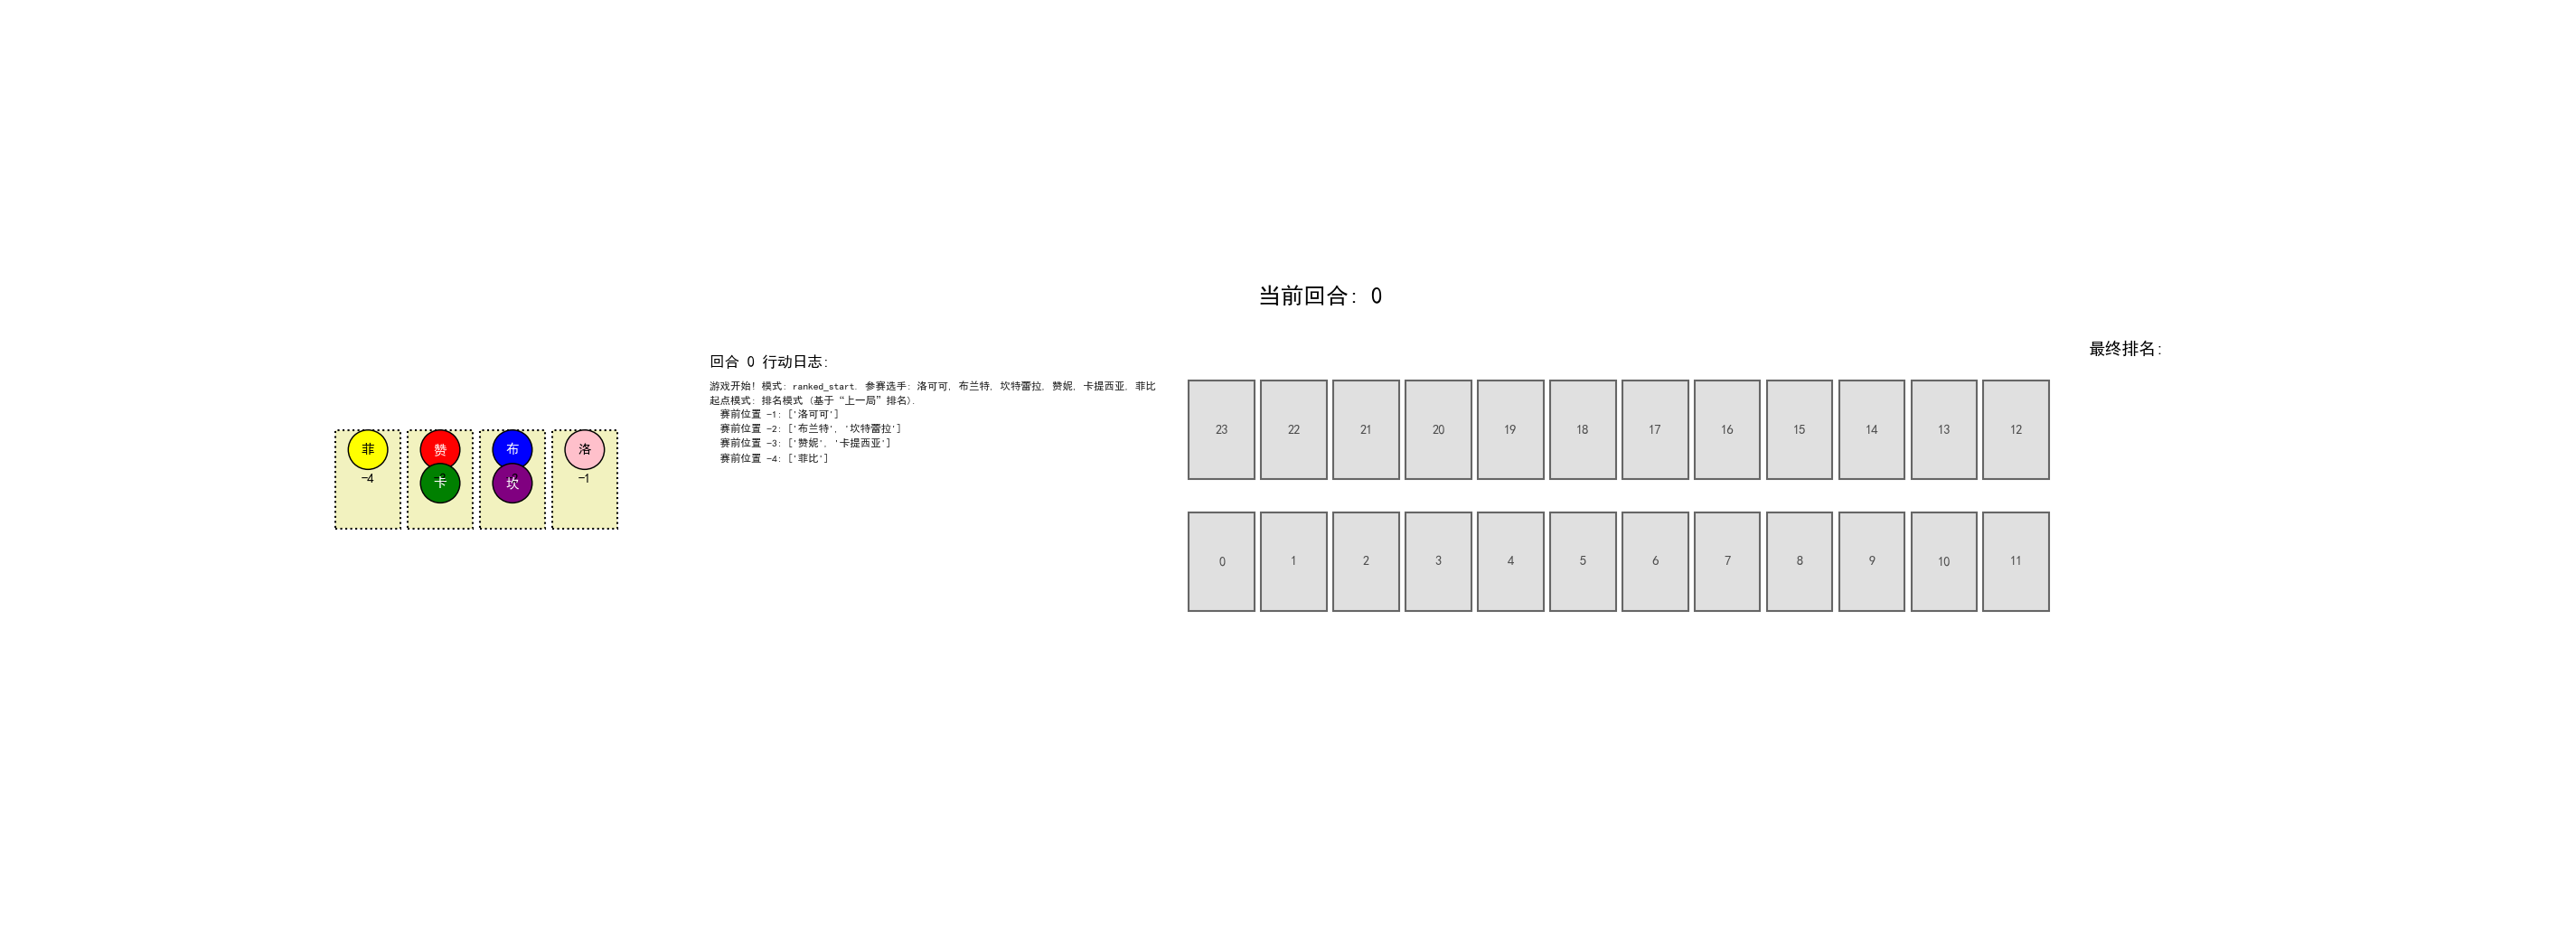 当前回合: 0
最终排名:
回合 0 行动日志:
游戏开始! 模式: ranked_start. 参赛选手: 洛可可, 布兰特, 坎特蕾拉, 赞妮, 卡提西亚, 菲比
起点模式: 排名模式 (基于“上一局”排名).
赛前位置 -1: ['洛可可']
赛前位置 -2: ['布兰特', '坎特蕾拉']
赛前位置 -3: ['赞妮', '卡提西亚']
赛前位置 -4: ['菲比']
菲 赞 布 洛
-4 卡 坎 -1
23 22 21 20 19 18 17 16 15 14 13 12
0 1 2 3 4 5 6 7 8 9 10 11